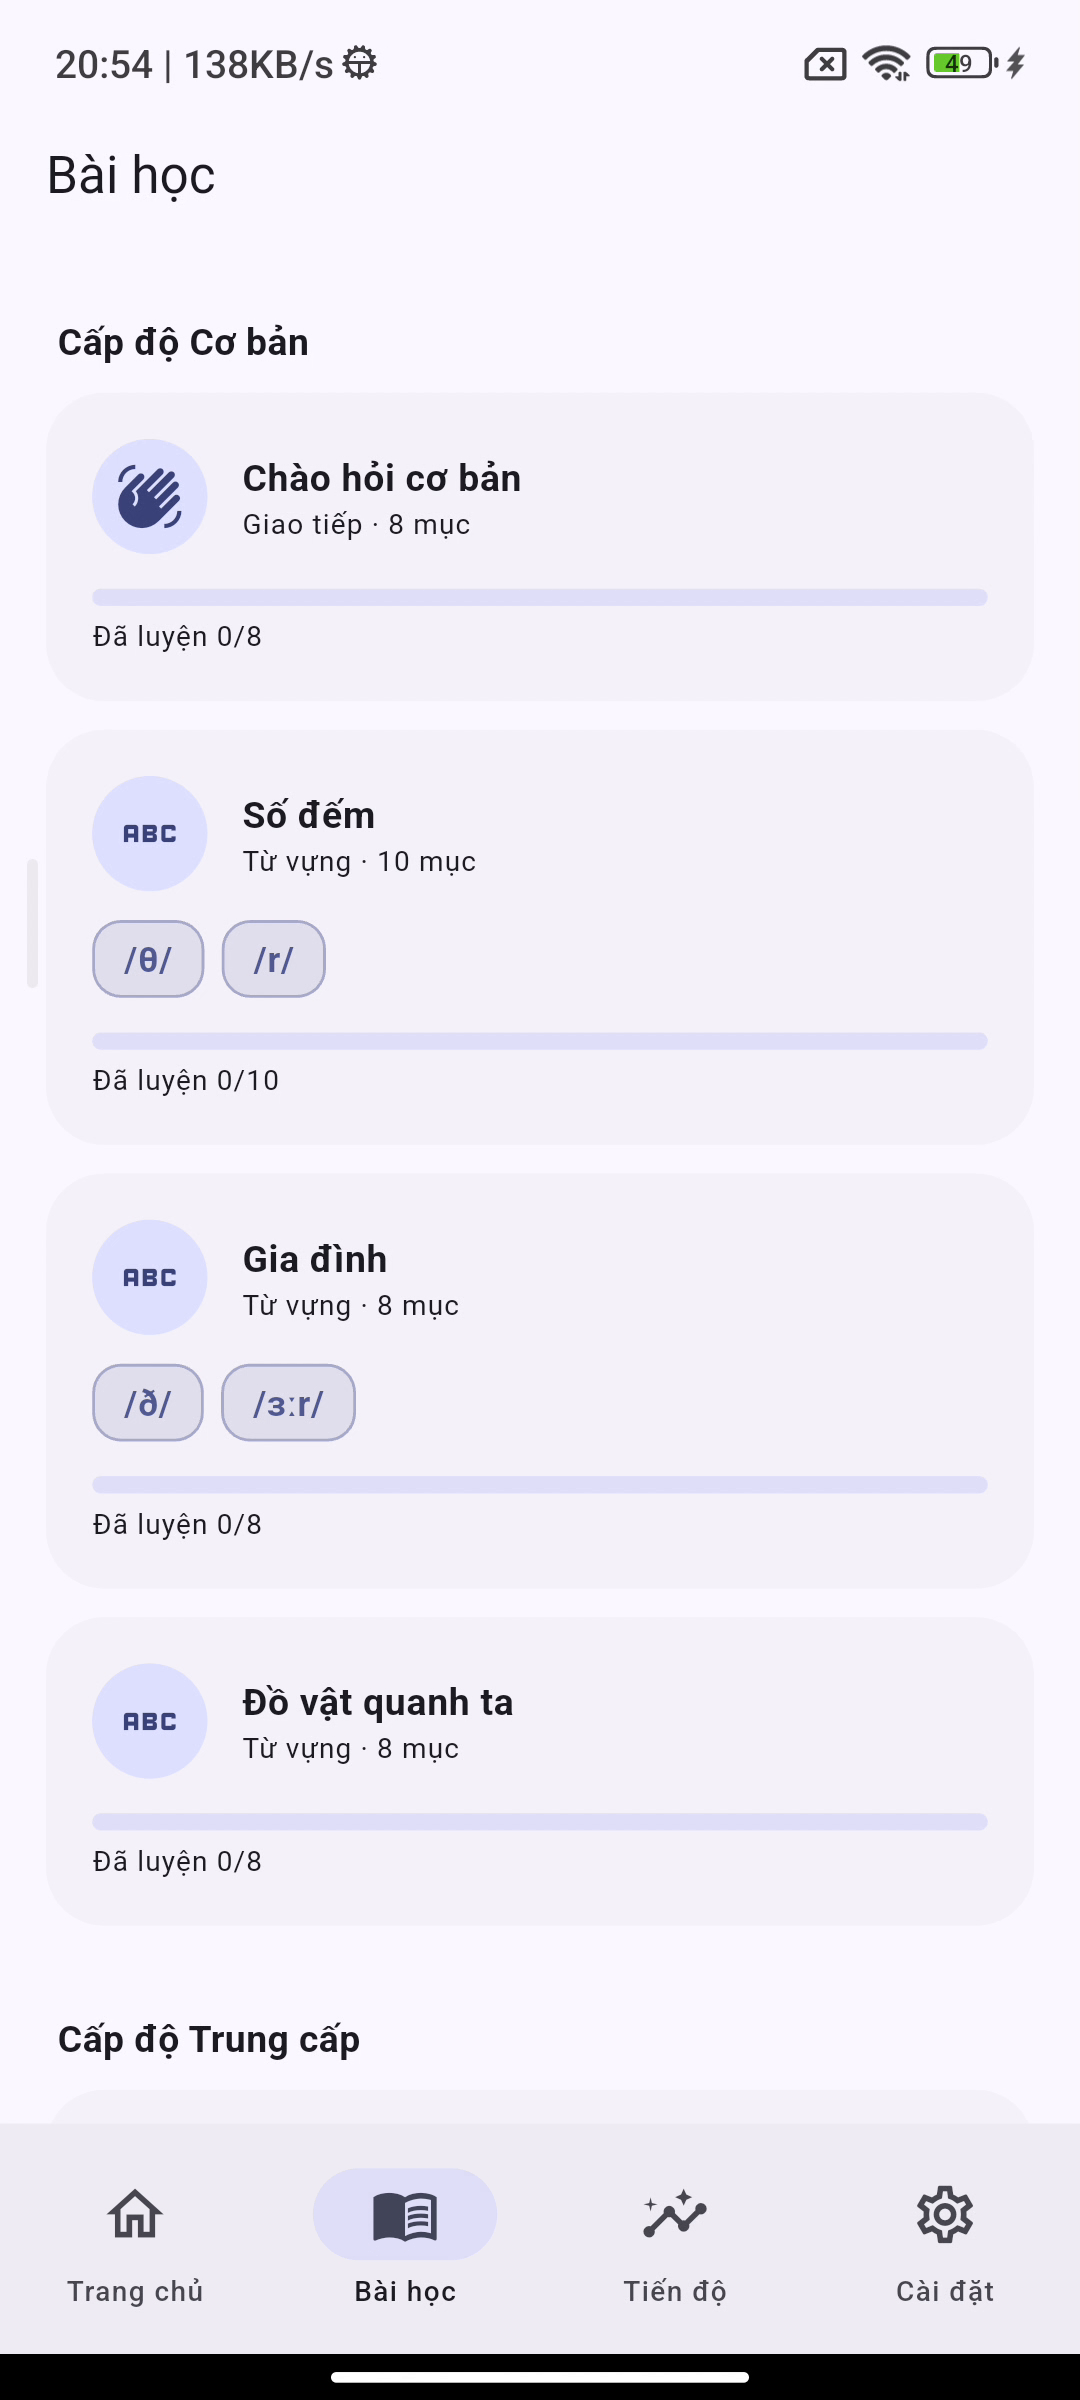 20:54 | 138KB/s
49
Bài học
Cấp độ Cơ bản
Chào hỏi cơ bản
Giao tiếp · 8 mục
Đã luyện 0/8
ABC
Số đếm
Từ vựng · 10 mục
/θ/
/r/
Đã luyện 0/10
ABC
Gia đình
Từ vựng · 8 mục
/ð/
/ɜːr/
Đã luyện 0/8
ABC
Đồ vật quanh ta
Từ vựng · 8 mục
Đã luyện 0/8
Cấp độ Trung cấp
Trang chủ
Bài học
Tiến độ
Cài đặt